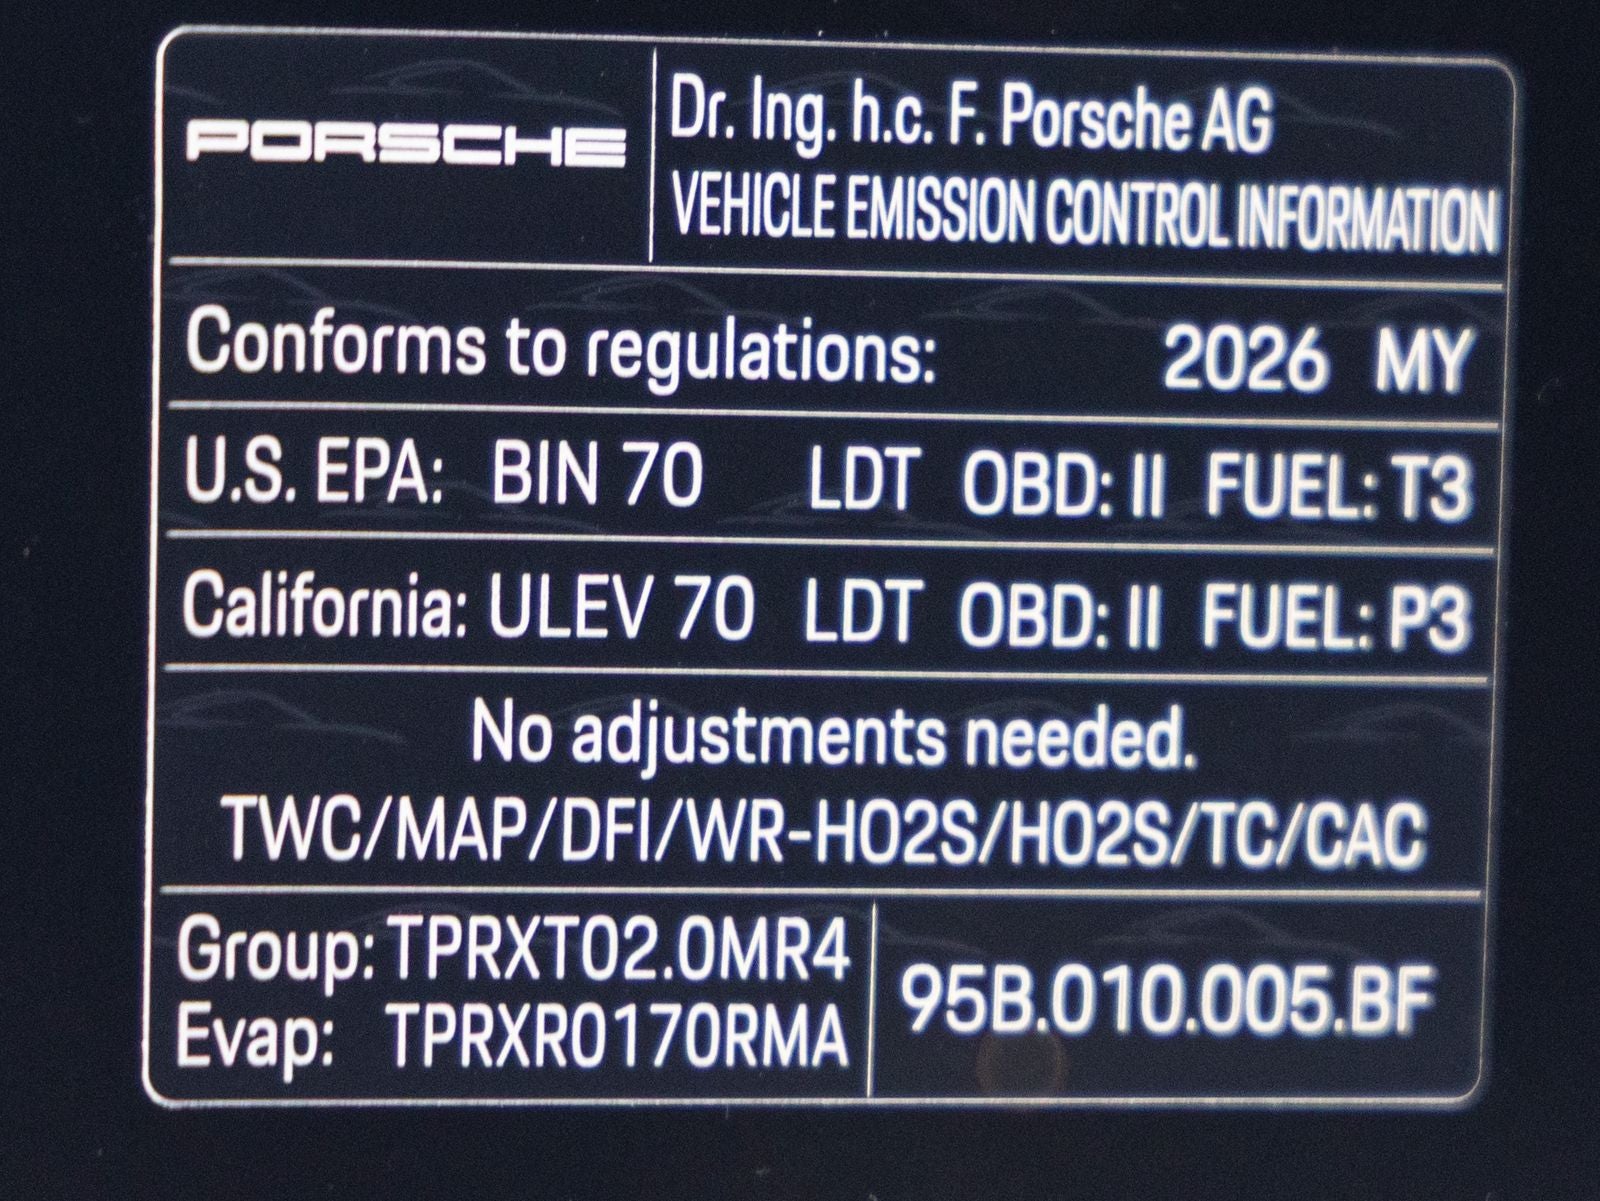 PORSCHE
Dr. Ing. h.c. F. Porsche AG
VEHICLE EMISSION CONTROL INFORMATION
Conforms to regulations: 2026 MY
U.S. EPA: BIN 70 LDT OBD: II FUEL: T3
California: ULEV 70 LDT OBD: II FUEL: P3
No adjustments needed.
TWC/MAP/DFI/WR-HO2S/HO2S/TC/CAC
Group: TPRXT02.0MR4
Evap: TPRXR0170RMA
95B.010.005.BF